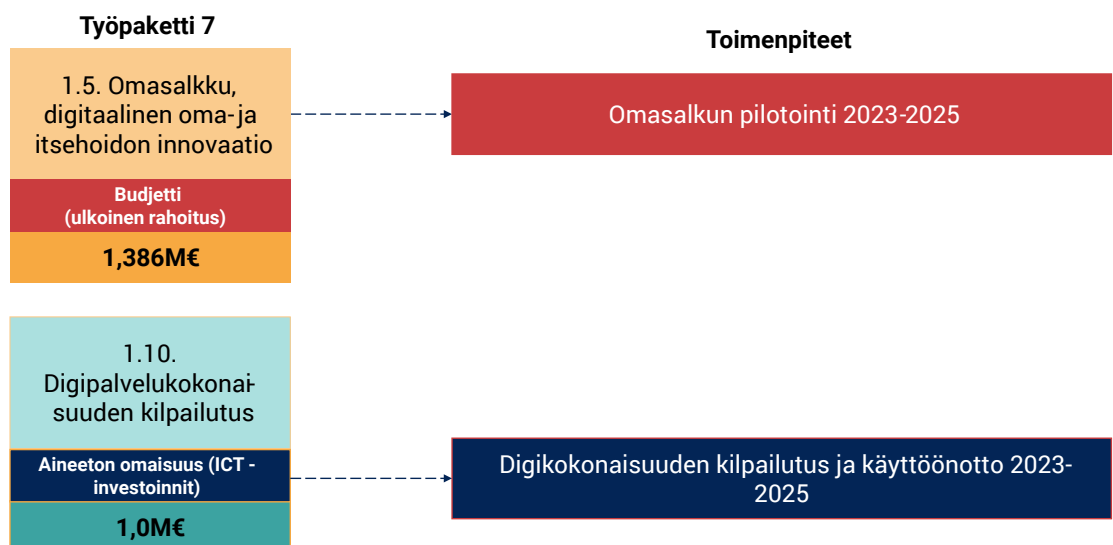 Työpaketti 7
Toimenpiteet
1.5. Omasalkku,
digitaalinen oma- ja
itsehoidon innovaatio
Omasalkun pilotointi 2023-2025
Budjetti
(ulkoinen rahoitus)
1,386M€
1.10.
Digipalvelukokonai-
suuden kilpailutus
Aineeton omaisuus (ICT -
investoinnit)
Digikokonaisuuden kilpailutus ja käyttöönotto 2023-
2025
1,0M€